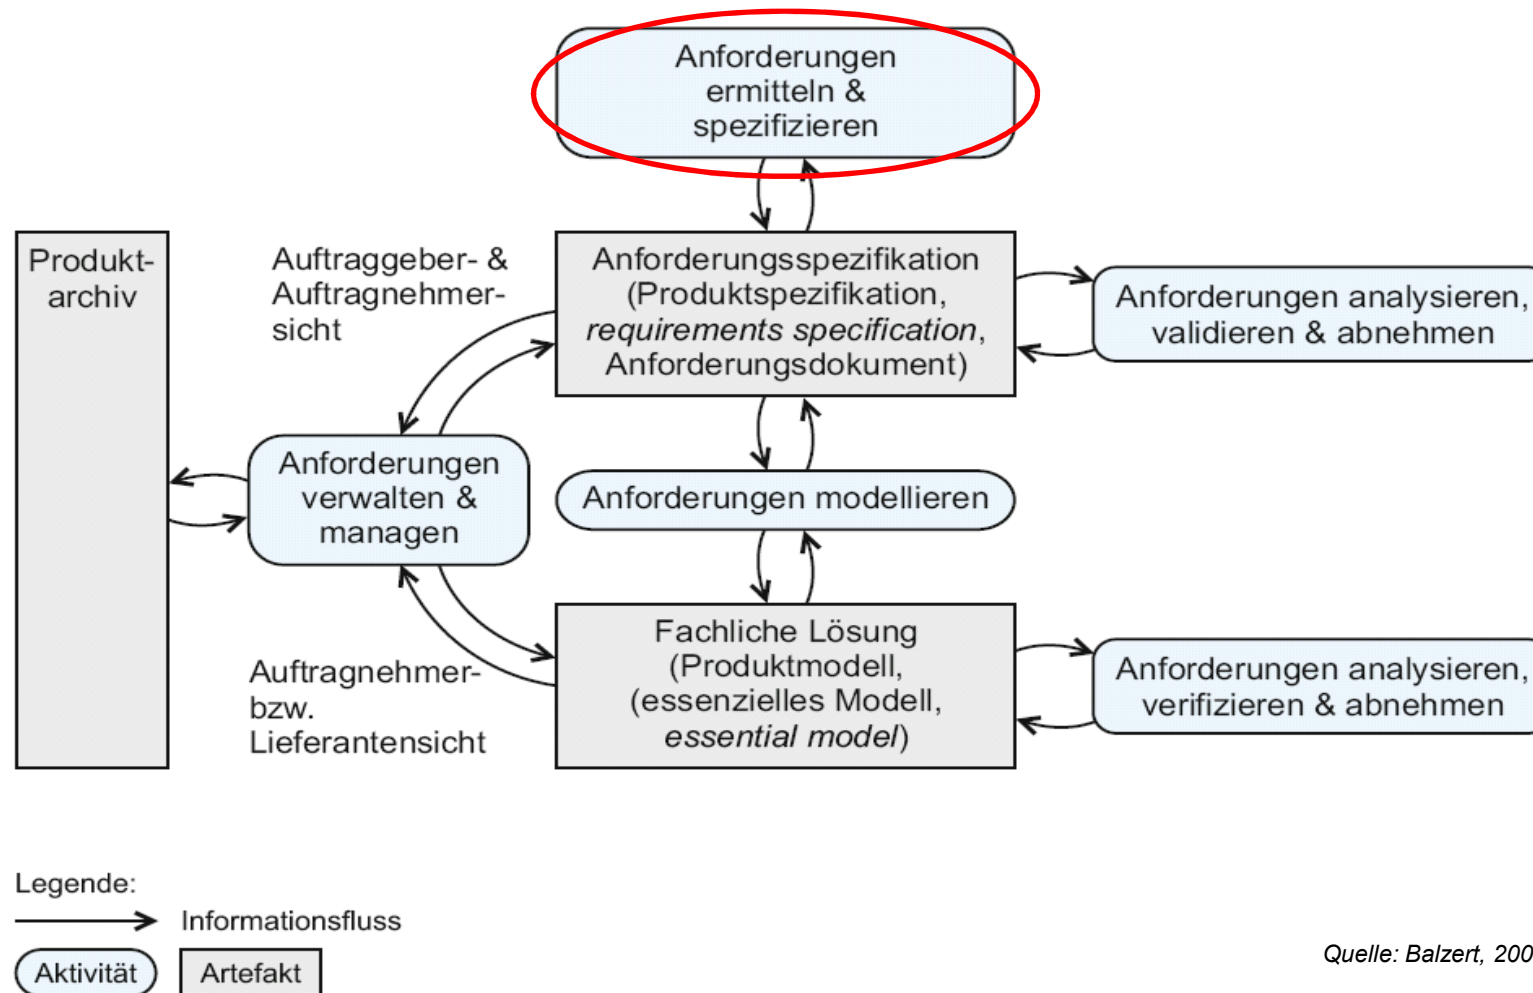 Anforderungen
ermitteln &
spezifizieren
Produkt-
archiv
Auftraggeber- &
Auftragnehmer-
sicht
Anforderungsspezifikation
(Produktspezifikation,
requirements specification,
Anforderungsdokument)
Anforderungen analysieren,
validieren & abnehmen
Anforderungen
verwalten &
managen
Anforderungen modellieren
Auftragnehmer-
bzw.
Lieferantensicht
Fachliche Lösung
(Produktmodell,
(essenzielles Modell,
essential model)
Anforderungen analysieren,
verifizieren & abnehmen
Legende:
Informationsfluss
Aktivität
Artefakt
Quelle: Balzert, 200